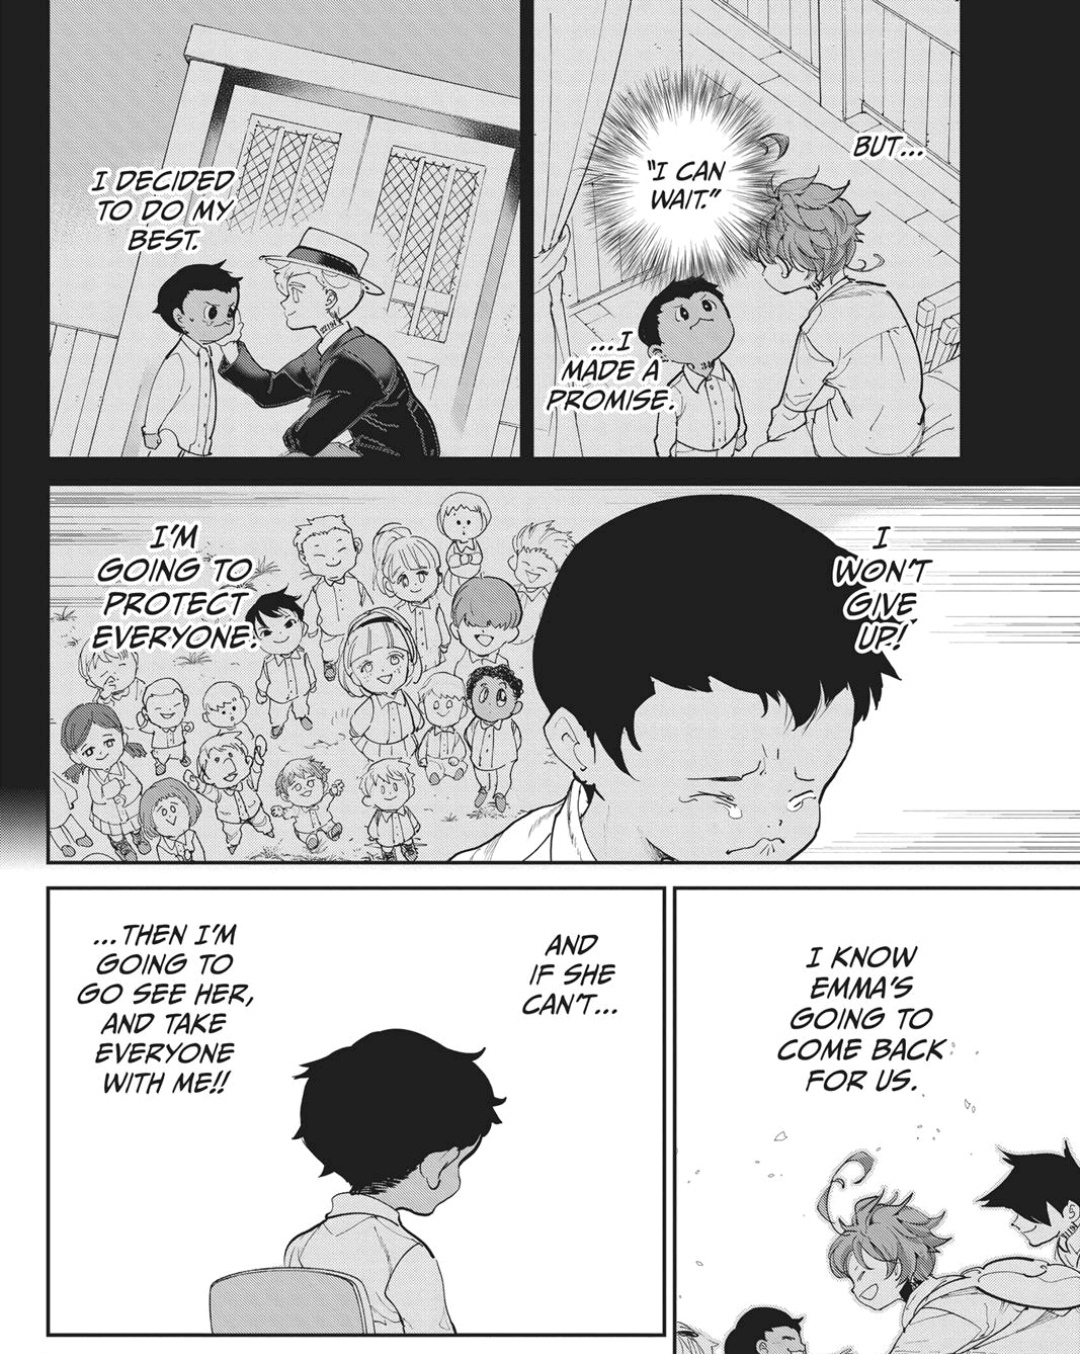 BUT...
"I CAN
WAIT."
...I
MADE A
PROMISE.
I DECIDED
TO DO MY
BEST.
I
WON'T
GIVE
UP!
I'M
GOING TO
PROTECT
EVERYONE.
I KNOW
EMMA'S
GOING TO
COME BACK
FOR US.
AND
IF SHE
CAN'T...
...THEN I'M
GOING TO
GO SEE HER,
AND TAKE
EVERYONE
WITH ME!!